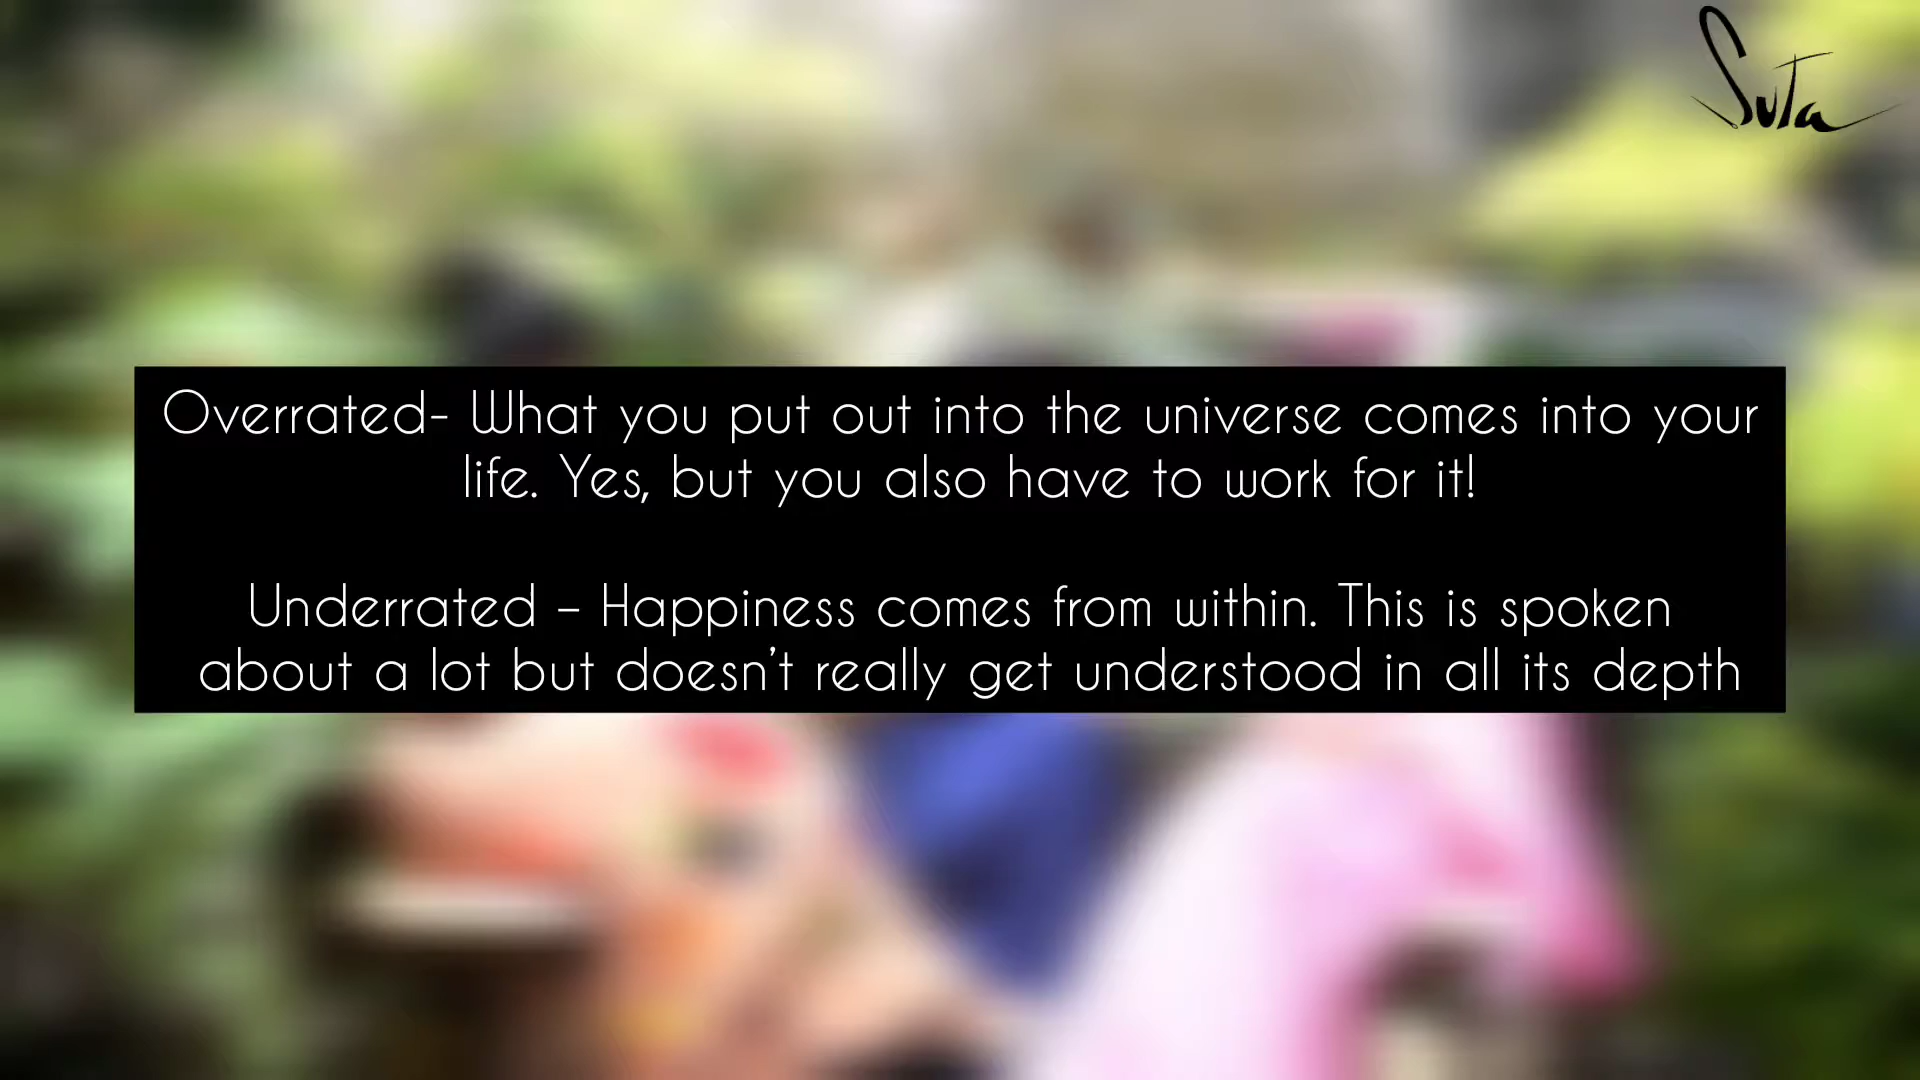 Suta
Overrated- What you put out into the universe comes into your
life. Yes, but you also have to work for it!
Underrated – Happiness comes from within. This is spoken
about a lot but doesn’t really get understood in all its depth